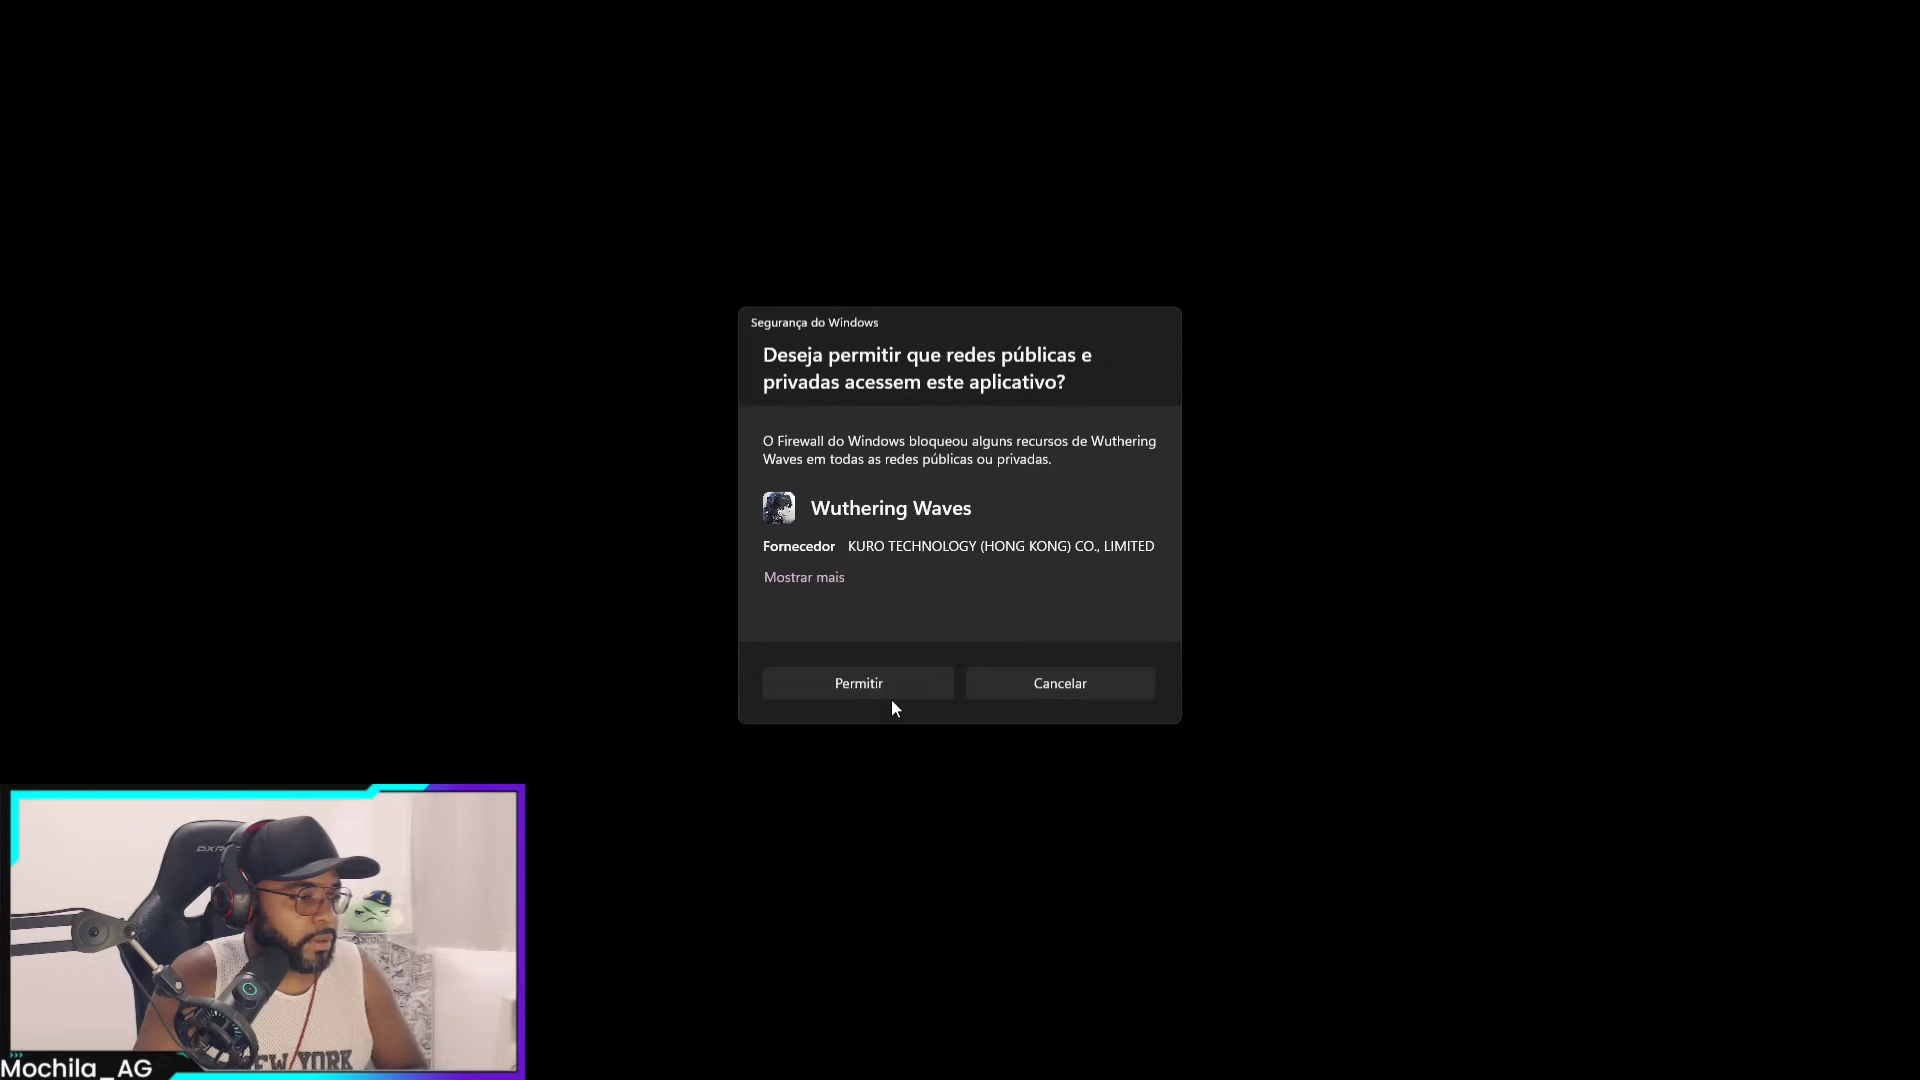 Segurança do Windows
Deseja permitir que redes públicas e
privadas acessem este aplicativo?
O Firewall do Windows bloqueou alguns recursos de Wuthering
Waves em todas as redes públicas ou privadas.
Wuthering Waves
Fornecedor KURO TECHNOLOGY (HONG KONG) CO., LIMITED
Mostrar mais
Permitir Cancelar
NEW YORK
Mochila_AG